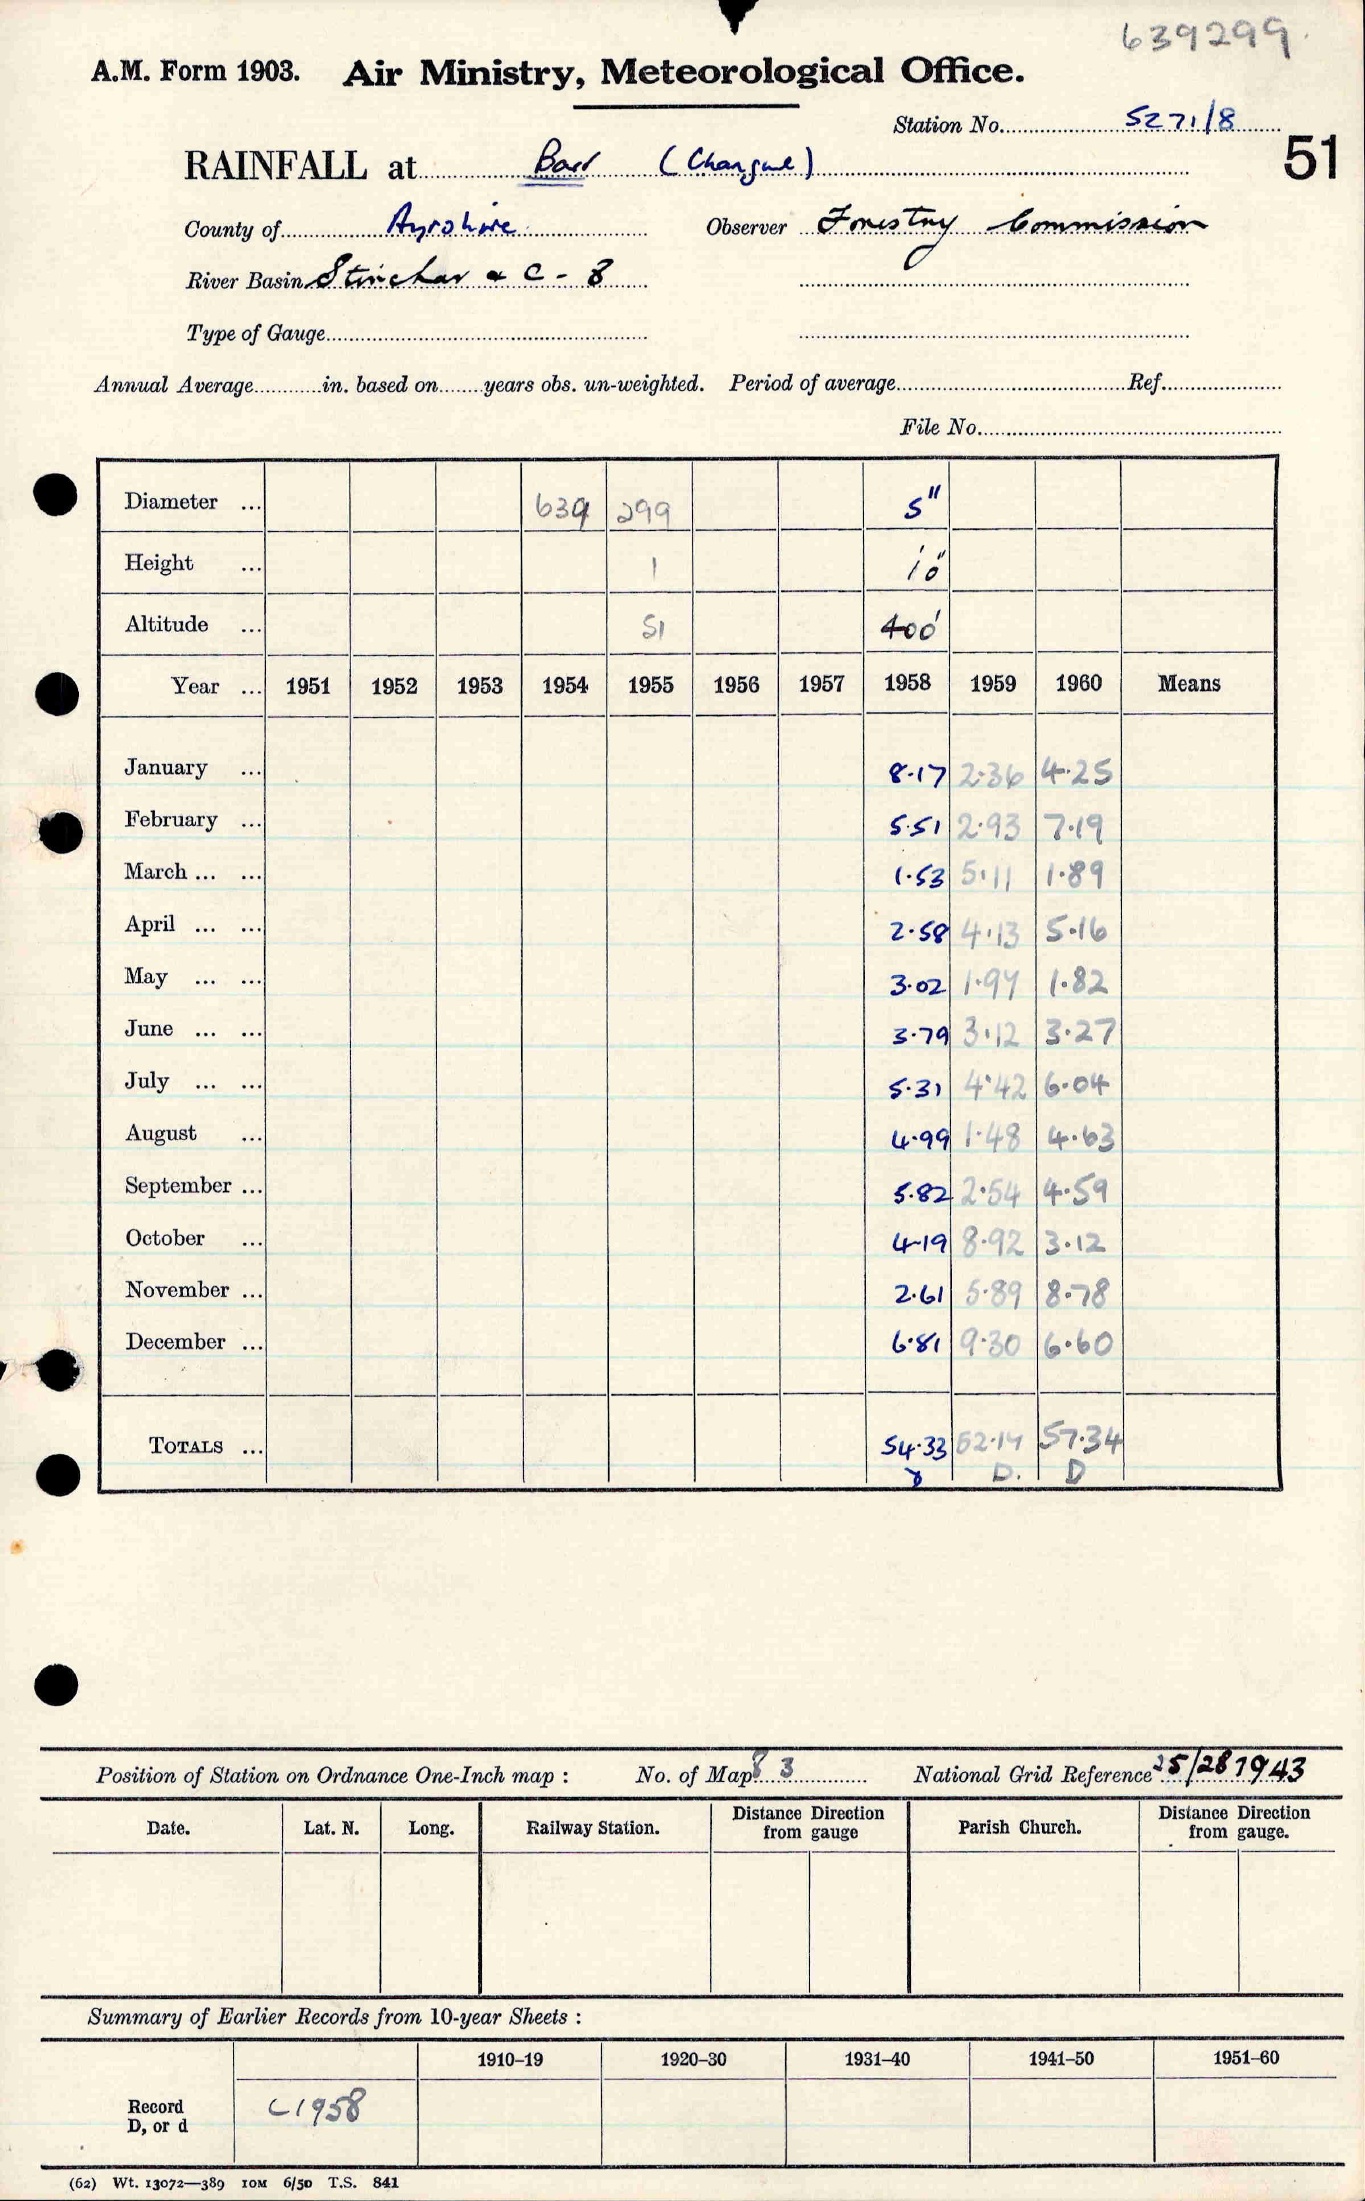 639299.
A.M. Form 1903. Air Ministry, Meteorological Office.
Station No. 5271/8
51
RAINFALL at Barr (Changue)
County of Ayrshire Observer Forestry Commission
River Basin Stinchar & C - 8
Type of Gauge
Annual Average in. based on years obs. un-weighted. Period of average Ref.
File No.
Diameter ... 639 299 5"
Height ... 1 1'0"
Altitude ... 51 400'
Year ... 1951 1952 1953 1954 1955 1956 1957 1958 1959 1960 Means
January ... 8.17 2.36 4.25
February ... 5.51 2.93 7.19
March ... ... 1.53 5.11 1.89
April ... ... 2.58 4.13 5.16
May ... ... 3.02 1.97 1.82
June ... ... 3.79 3.12 3.27
July ... ... 5.31 4.42 6.04
August ... 4.99 1.48 4.63
September ... 5.82 2.54 4.59
October ... 4.19 8.92 3.12
November ... 2.61 5.89 8.78
December ... 6.81 9.30 6.60
TOTALS ... 54.33 52.17 57.34
D. D
Position of Station on Ordnance One-Inch map : No. of Map 83 National Grid Reference 25/281943
Date. Lat. N. Long. Railway Station. Distance Direction from gauge Parish Church. Distance Direction from gauge.
Summary of Earlier Records from 10-year Sheets :
1910–19 1920–30 1931–40 1941–50 1951–60
Record
D, or d
1958
(62) Wt. 13072—389 10M 6/50 T.S. 841